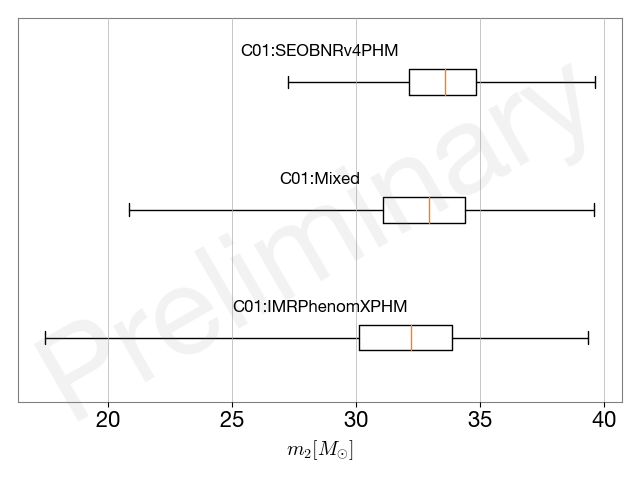 C01:SEOBNRv4PHM
C01:Mixed
C01:IMRPhenomXPHM
Preliminary
20 25 30 35 40
m₂[M☉]